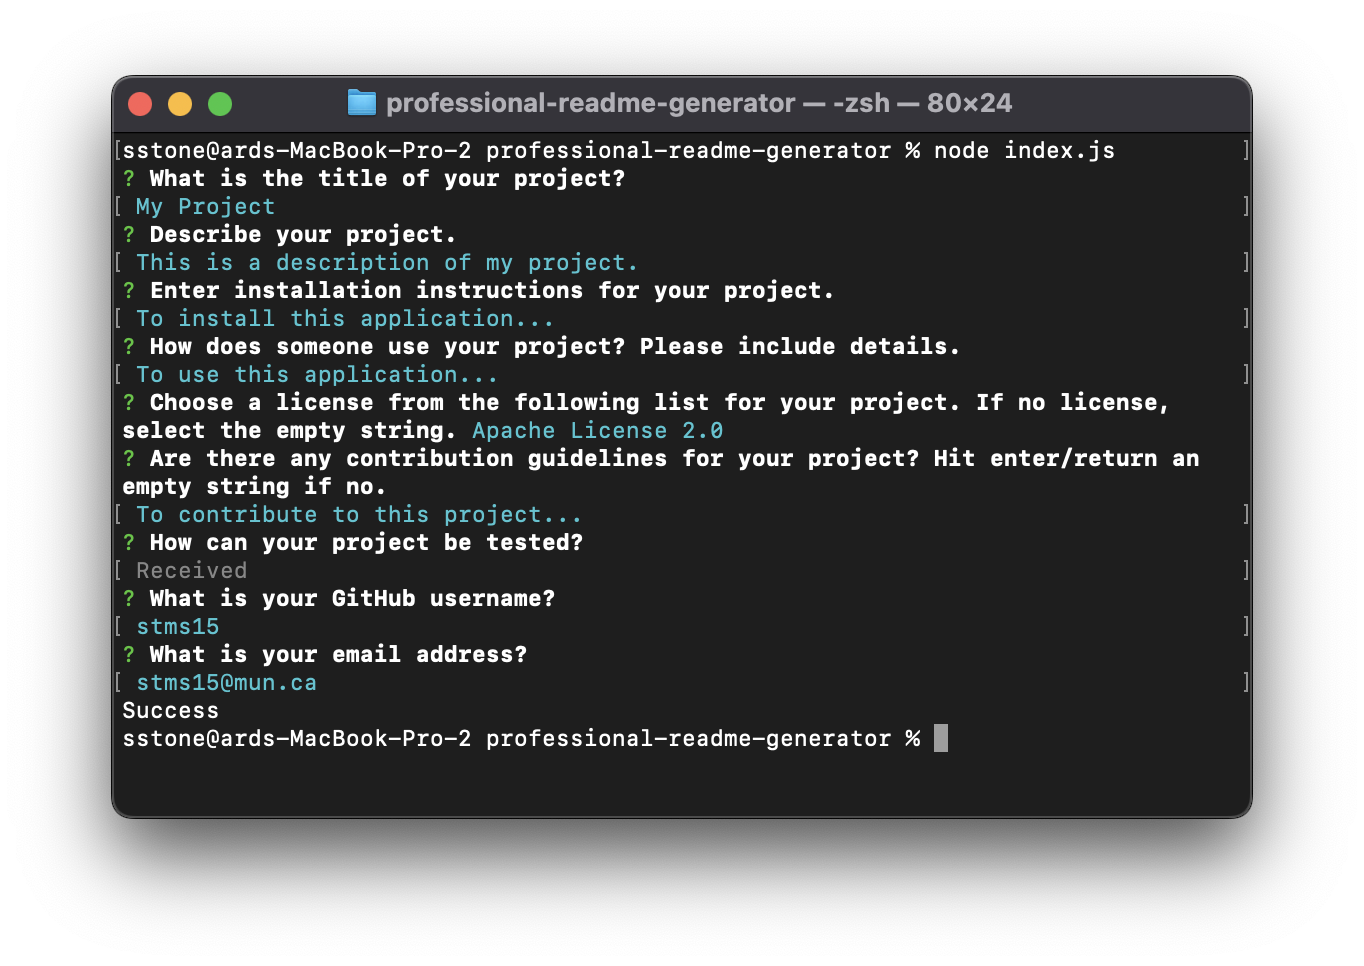 professional-readme-generator — -zsh — 80×24
[sstone@ards-MacBook-Pro-2 professional-readme-generator % node index.js ]
? What is the title of your project?
[ My Project ]
? Describe your project.
[ This is a description of my project. ]
? Enter installation instructions for your project.
[ To install this application... ]
? How does someone use your project? Please include details.
[ To use this application... ]
? Choose a license from the following list for your project. If no license,
select the empty string. Apache License 2.0
? Are there any contribution guidelines for your project? Hit enter/return an
empty string if no.
[ To contribute to this project... ]
? How can your project be tested?
[ Received ]
? What is your GitHub username?
[ stms15 ]
? What is your email address?
[ stms15@mun.ca ]
Success
sstone@ards-MacBook-Pro-2 professional-readme-generator %